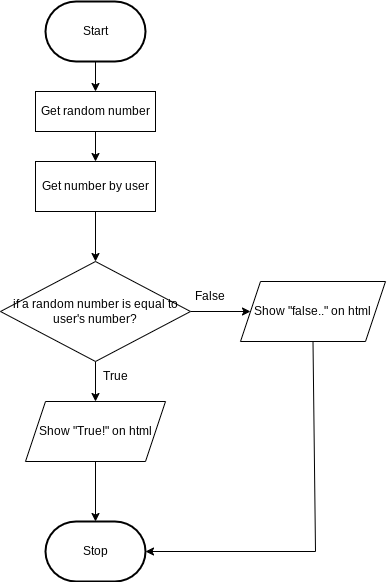 Start
Get random number
Get number by user
if a random number is equal to
user's number?
False
Show "false.." on html
True
Show "True!" on html
Stop